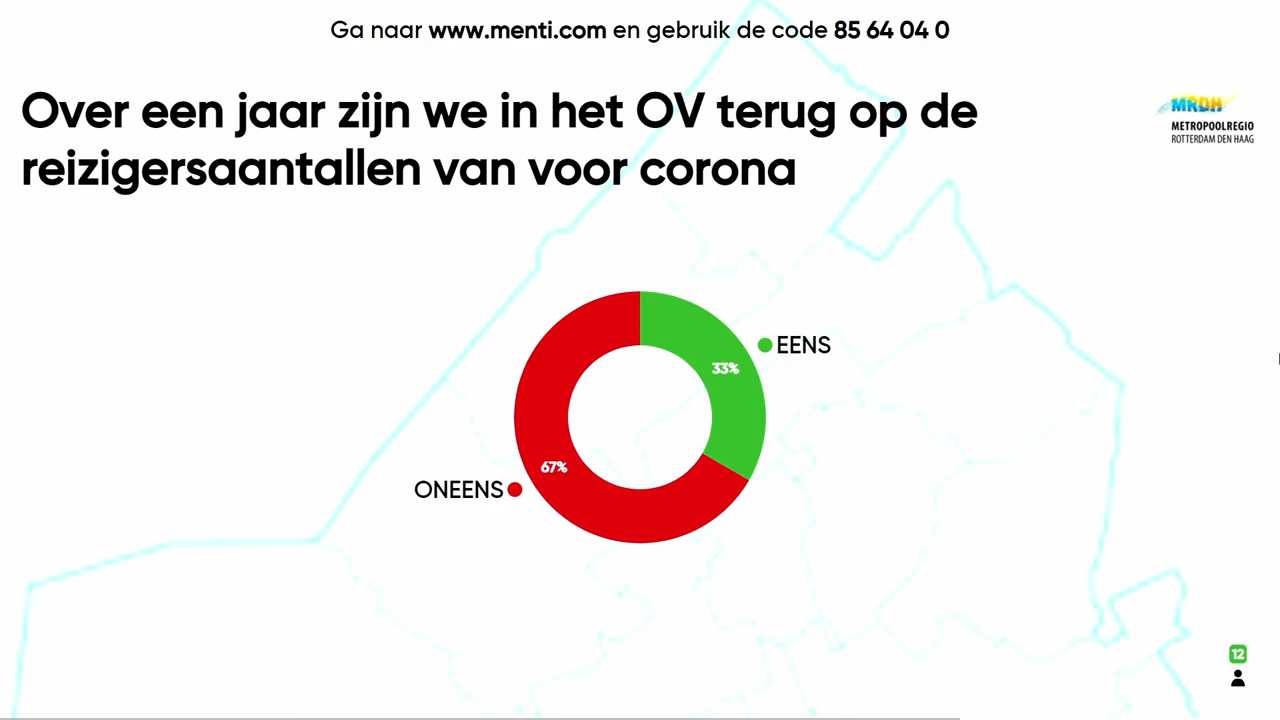 Ga naar www.menti.com en gebruik de code 85 64 04 0
Over een jaar zijn we in het OV terug op de
reizigersaantallen van voor corona
MRDH
METROPOOLREGIO
ROTTERDAM DEN HAAG
EENS
33%
67%
ONEENS
12